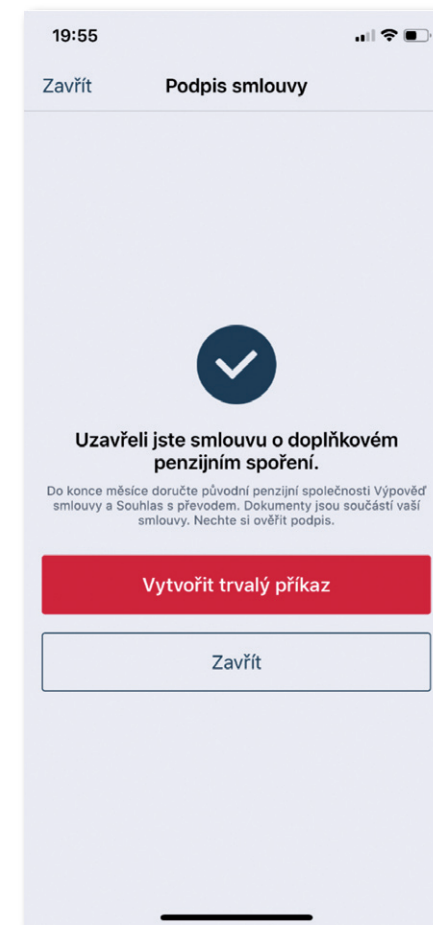 19:55
Zavřít Podpis smlouvy
Uzavřeli jste smlouvu o doplňkovém
penzijním spoření.
Do konce měsíce doručte původní penzijní společnosti Výpověď
smlouvy a Souhlas s převodem. Dokumenty jsou součástí vaší
smlouvy. Nechte si ověřit podpis.
Vytvořit trvalý příkaz
Zavřít